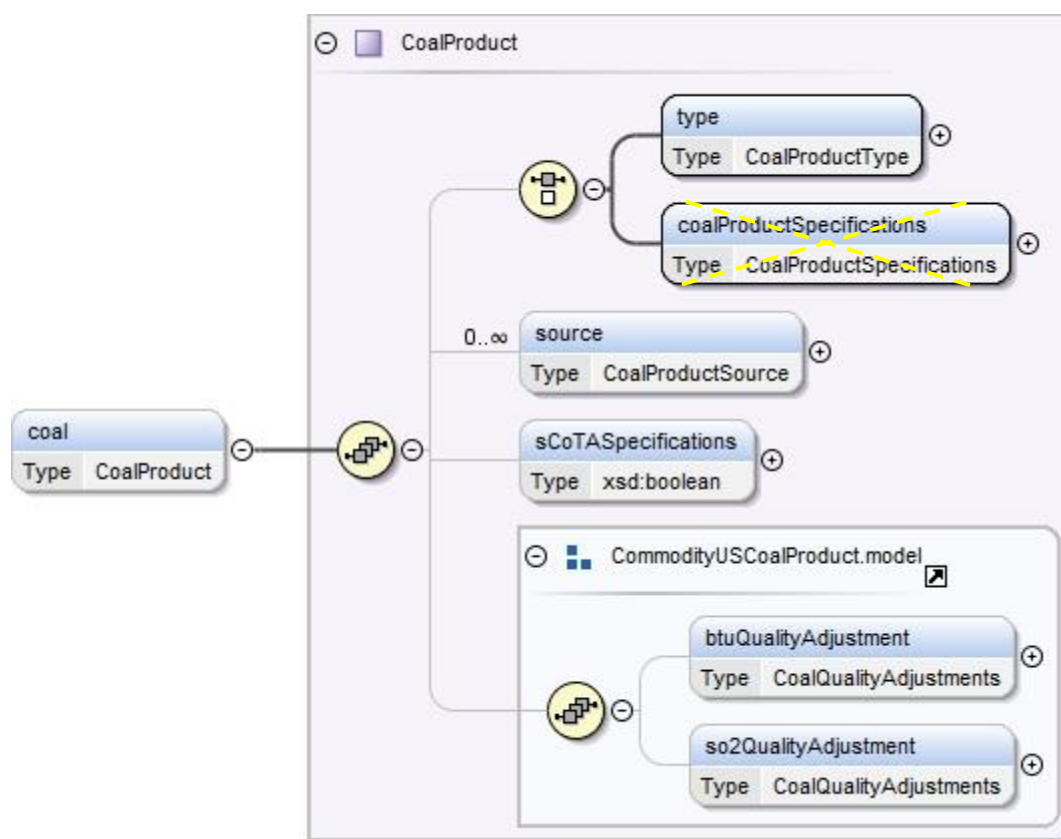 CoalProduct
type
Type CoalProductType
coalProductSpecifications
Type CoalProductSpecifications
0..∞
source
Type CoalProductSource
coal
Type CoalProduct
sCoTASpecifications
Type xsd:boolean
CommodityUSCoalProduct.model
btuQualityAdjustment
Type CoalQualityAdjustments
so2QualityAdjustment
Type CoalQualityAdjustments